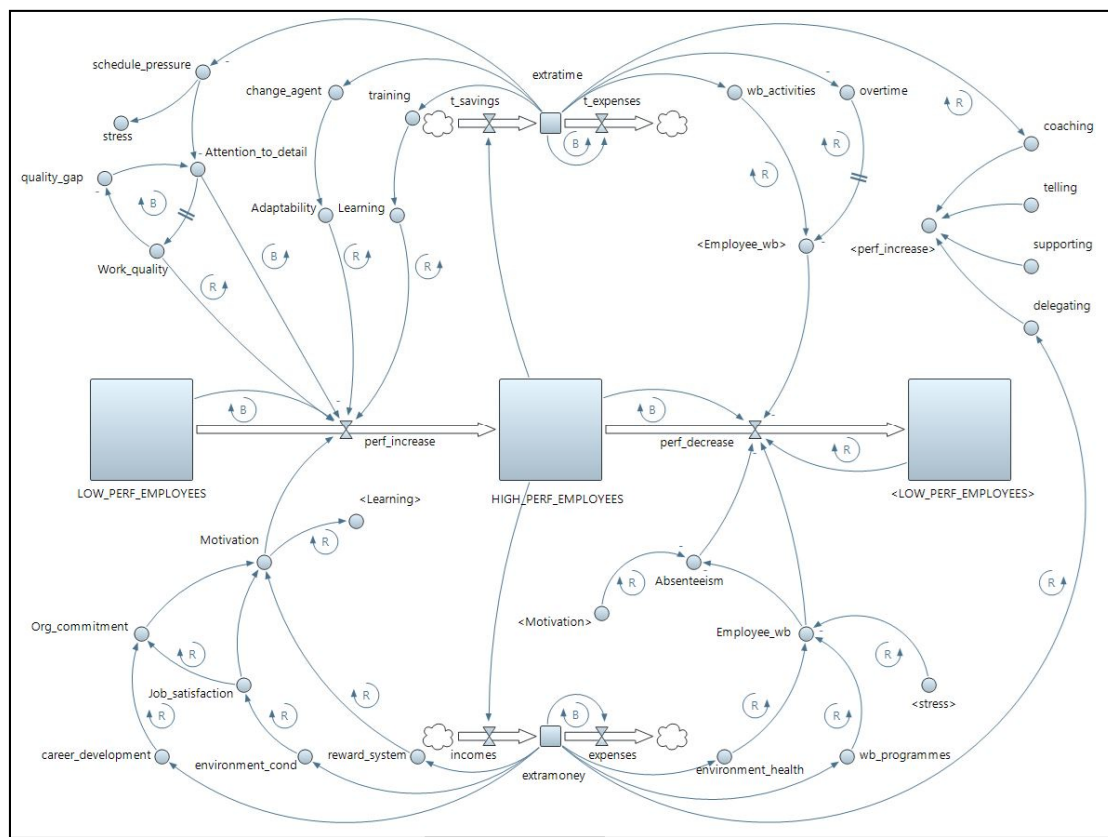 schedule_pressure
extratime
change_agent
training
t_savings
t_expenses
wb_activities
overtime
R
coaching
stress
B
R
Attention_to_detail
telling
quality_gap
R
B
Adaptability
Learning
<Employee_wb>
<perf_increase>
supporting
Work_quality
B
R
R
R
delegating
B
B
perf_increase
perf_decrease
R
LOW_PERF_EMPLOYEES
HIGH_PERF_EMPLOYEES
<LOW_PERF_EMPLOYEES>
<Learning>
Motivation
R
R
Absenteeism
R
Org_commitment
<Motivation>
Employee_wb
R
R
Job_satisfaction
R
<stress>
R
R
B
R
R
career_development
environment_cond
reward_system
incomes
expenses
environment_health
wb_programmes
extramoney